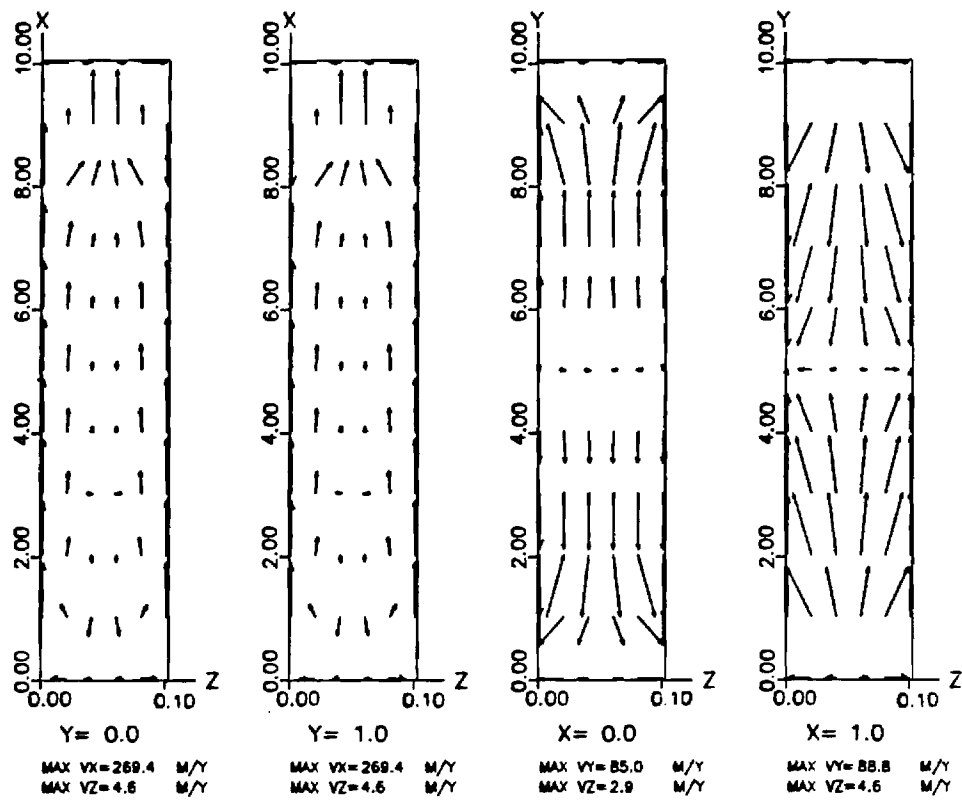 X X Y Y
10.00 10.00 10.00 10.00
8.00 8.00 8.00 8.00
6.00 6.00 6.00 6.00
4.00 4.00 4.00 4.00
2.00 2.00 2.00 2.00
0.00 0.00 0.00 0.00
Z Z Z Z
0.00 0.10 0.00 0.10 0.00 0.10 0.00 0.10
Y= 0.0 Y= 1.0 X= 0.0 X= 1.0
MAX VX=269.4 M/Y MAX VX=269.4 M/Y MAX VY=85.0 M/Y MAX VY=88.8 M/Y
MAX VZ=4.6 M/Y MAX VZ=4.6 M/Y MAX VZ=2.9 M/Y MAX VZ=4.6 M/Y